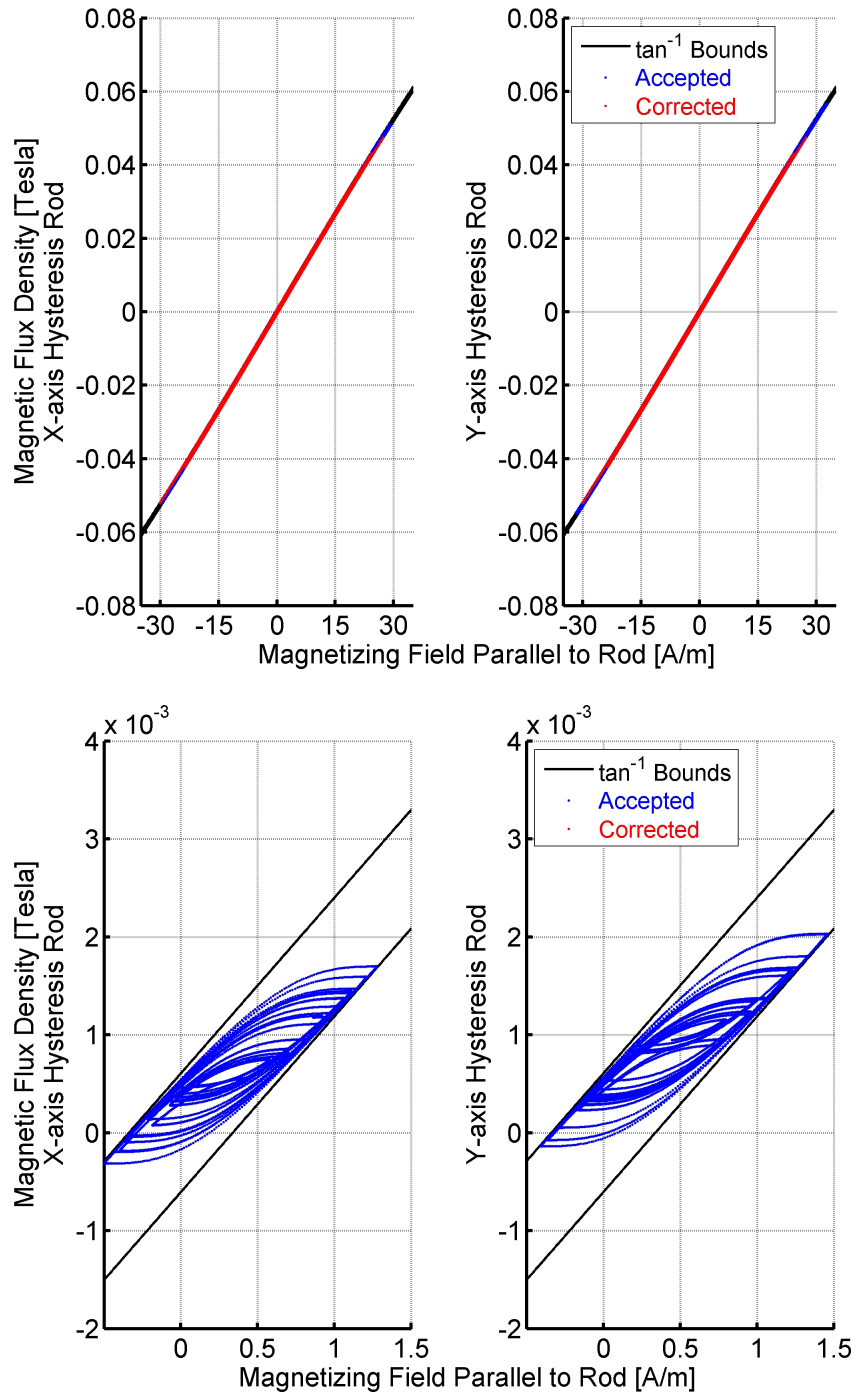 0.08
0.06
0.04
0.02
0
-0.02
-0.04
-0.06
-0.08
Magnetic Flux Density [Tesla]
X-axis Hysteresis Rod
-30 -15 0 15 30
0.08
0.06
0.04
0.02
0
-0.02
-0.04
-0.06
-0.08
Y-axis Hysteresis Rod
tan⁻¹ Bounds
Accepted
Corrected
-30 -15 0 15 30
Magnetizing Field Parallel to Rod [A/m]
x 10⁻³
4
3
2
1
0
-1
-2
Magnetic Flux Density [Tesla]
X-axis Hysteresis Rod
0 0.5 1 1.5
x 10⁻³
4
3
2
1
0
-1
-2
Y-axis Hysteresis Rod
tan⁻¹ Bounds
Accepted
Corrected
0 0.5 1 1.5
Magnetizing Field Parallel to Rod [A/m]